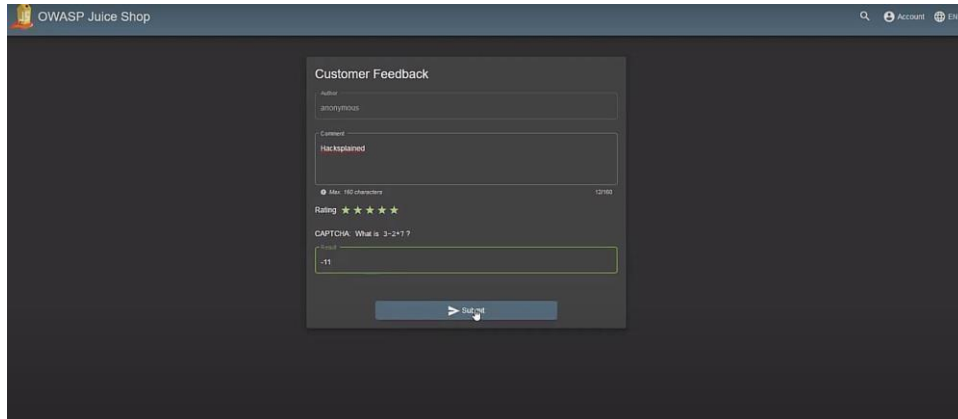 OWASP Juice Shop
Account
EN
Customer Feedback
Author
anonymous
Comment
Hacksplained
Max. 160 characters
12/160
Rating
CAPTCHA: What is 3-2*7 ?
Result
-11
Submit